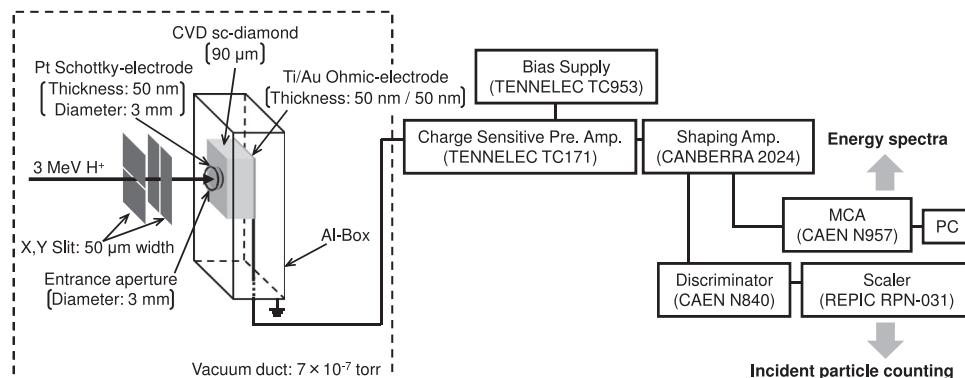 CVD sc-diamond
(90 μm)
Pt Schottky-electrode
(Thickness: 50 nm
Diameter: 3 mm)
Ti/Au Ohmic-electrode
(Thickness: 50 nm / 50 nm)
3 MeV H⁺
X,Y Slit: 50 μm width
Entrance aperture
(Diameter: 3 mm)
Al-Box
Vacuum duct: 7 × 10⁻⁷ torr
Bias Supply
(TENNELEC TC953)
Charge Sensitive Pre. Amp.
(TENNELEC TC171)
Shaping Amp.
(CANBERRA 2024)
Energy spectra
MCA
(CAEN N957)
PC
Discriminator
(CAEN N840)
Scaler
(REPIC RPN-031)
Incident particle counting